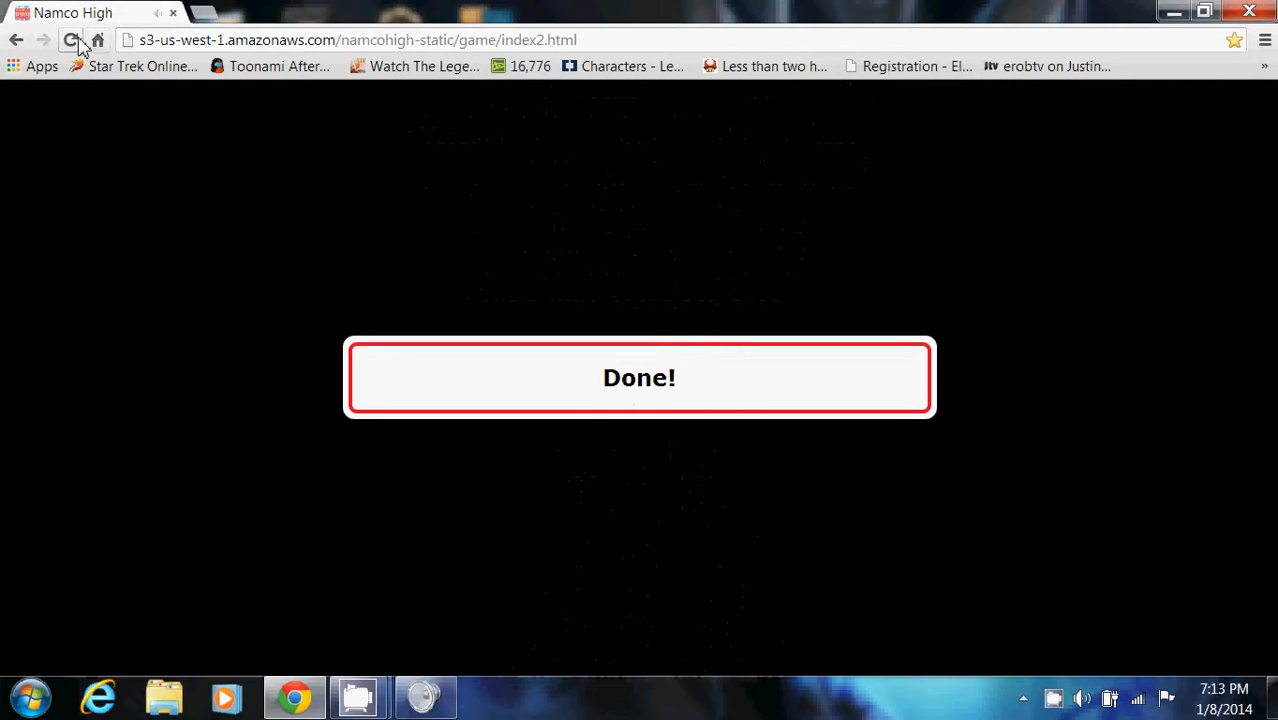 Namco High
s3-us-west-1.amazonaws.com/namcohigh-static/game/index2.html
Apps Star Trek Online... Toonami After... Watch The Lege... 16,776 Characters - Le... Less than two h... Registration - El... jtv erobtv on Justin... »
Done!
7:13 PM
1/8/2014